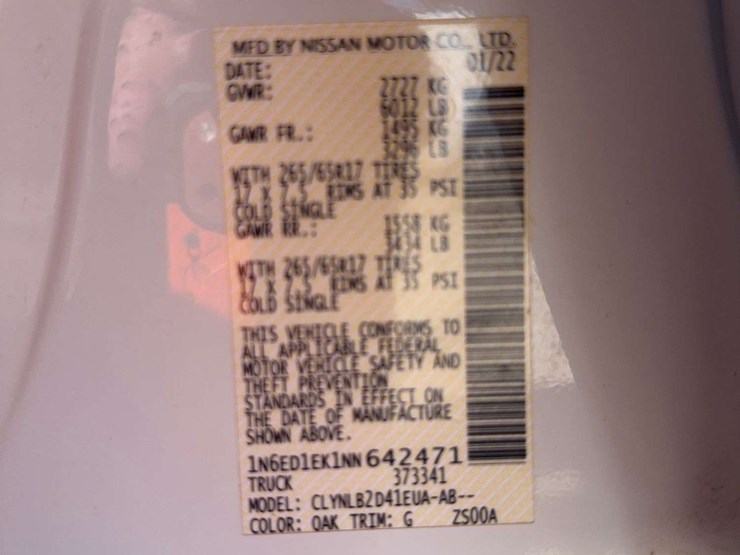 MFD BY NISSAN MOTOR CO., LTD.
DATE: 01/22
GVWR: 2727 KG
6012 LB
GAWR FR.: 1495 KG
3296 LB
WITH 265/65R17 TIRES
17 X 7.5 RIMS AT 35 PSI
COLD SINGLE
GAWR RR.: 1558 KG
3434 LB
WITH 265/65R17 TIRES
17 X 7.5 RIMS AT 35 PSI
COLD SINGLE
THIS VEHICLE CONFORMS TO
ALL APPLICABLE FEDERAL
MOTOR VEHICLE SAFETY AND
THEFT PREVENTION
STANDARDS IN EFFECT ON
THE DATE OF MANUFACTURE
SHOWN ABOVE.
1N6ED1EK1NN642471
TRUCK 373341
MODEL: CLYNLB2D41EUA-AB--
COLOR: QAK TRIM: G ZS00A